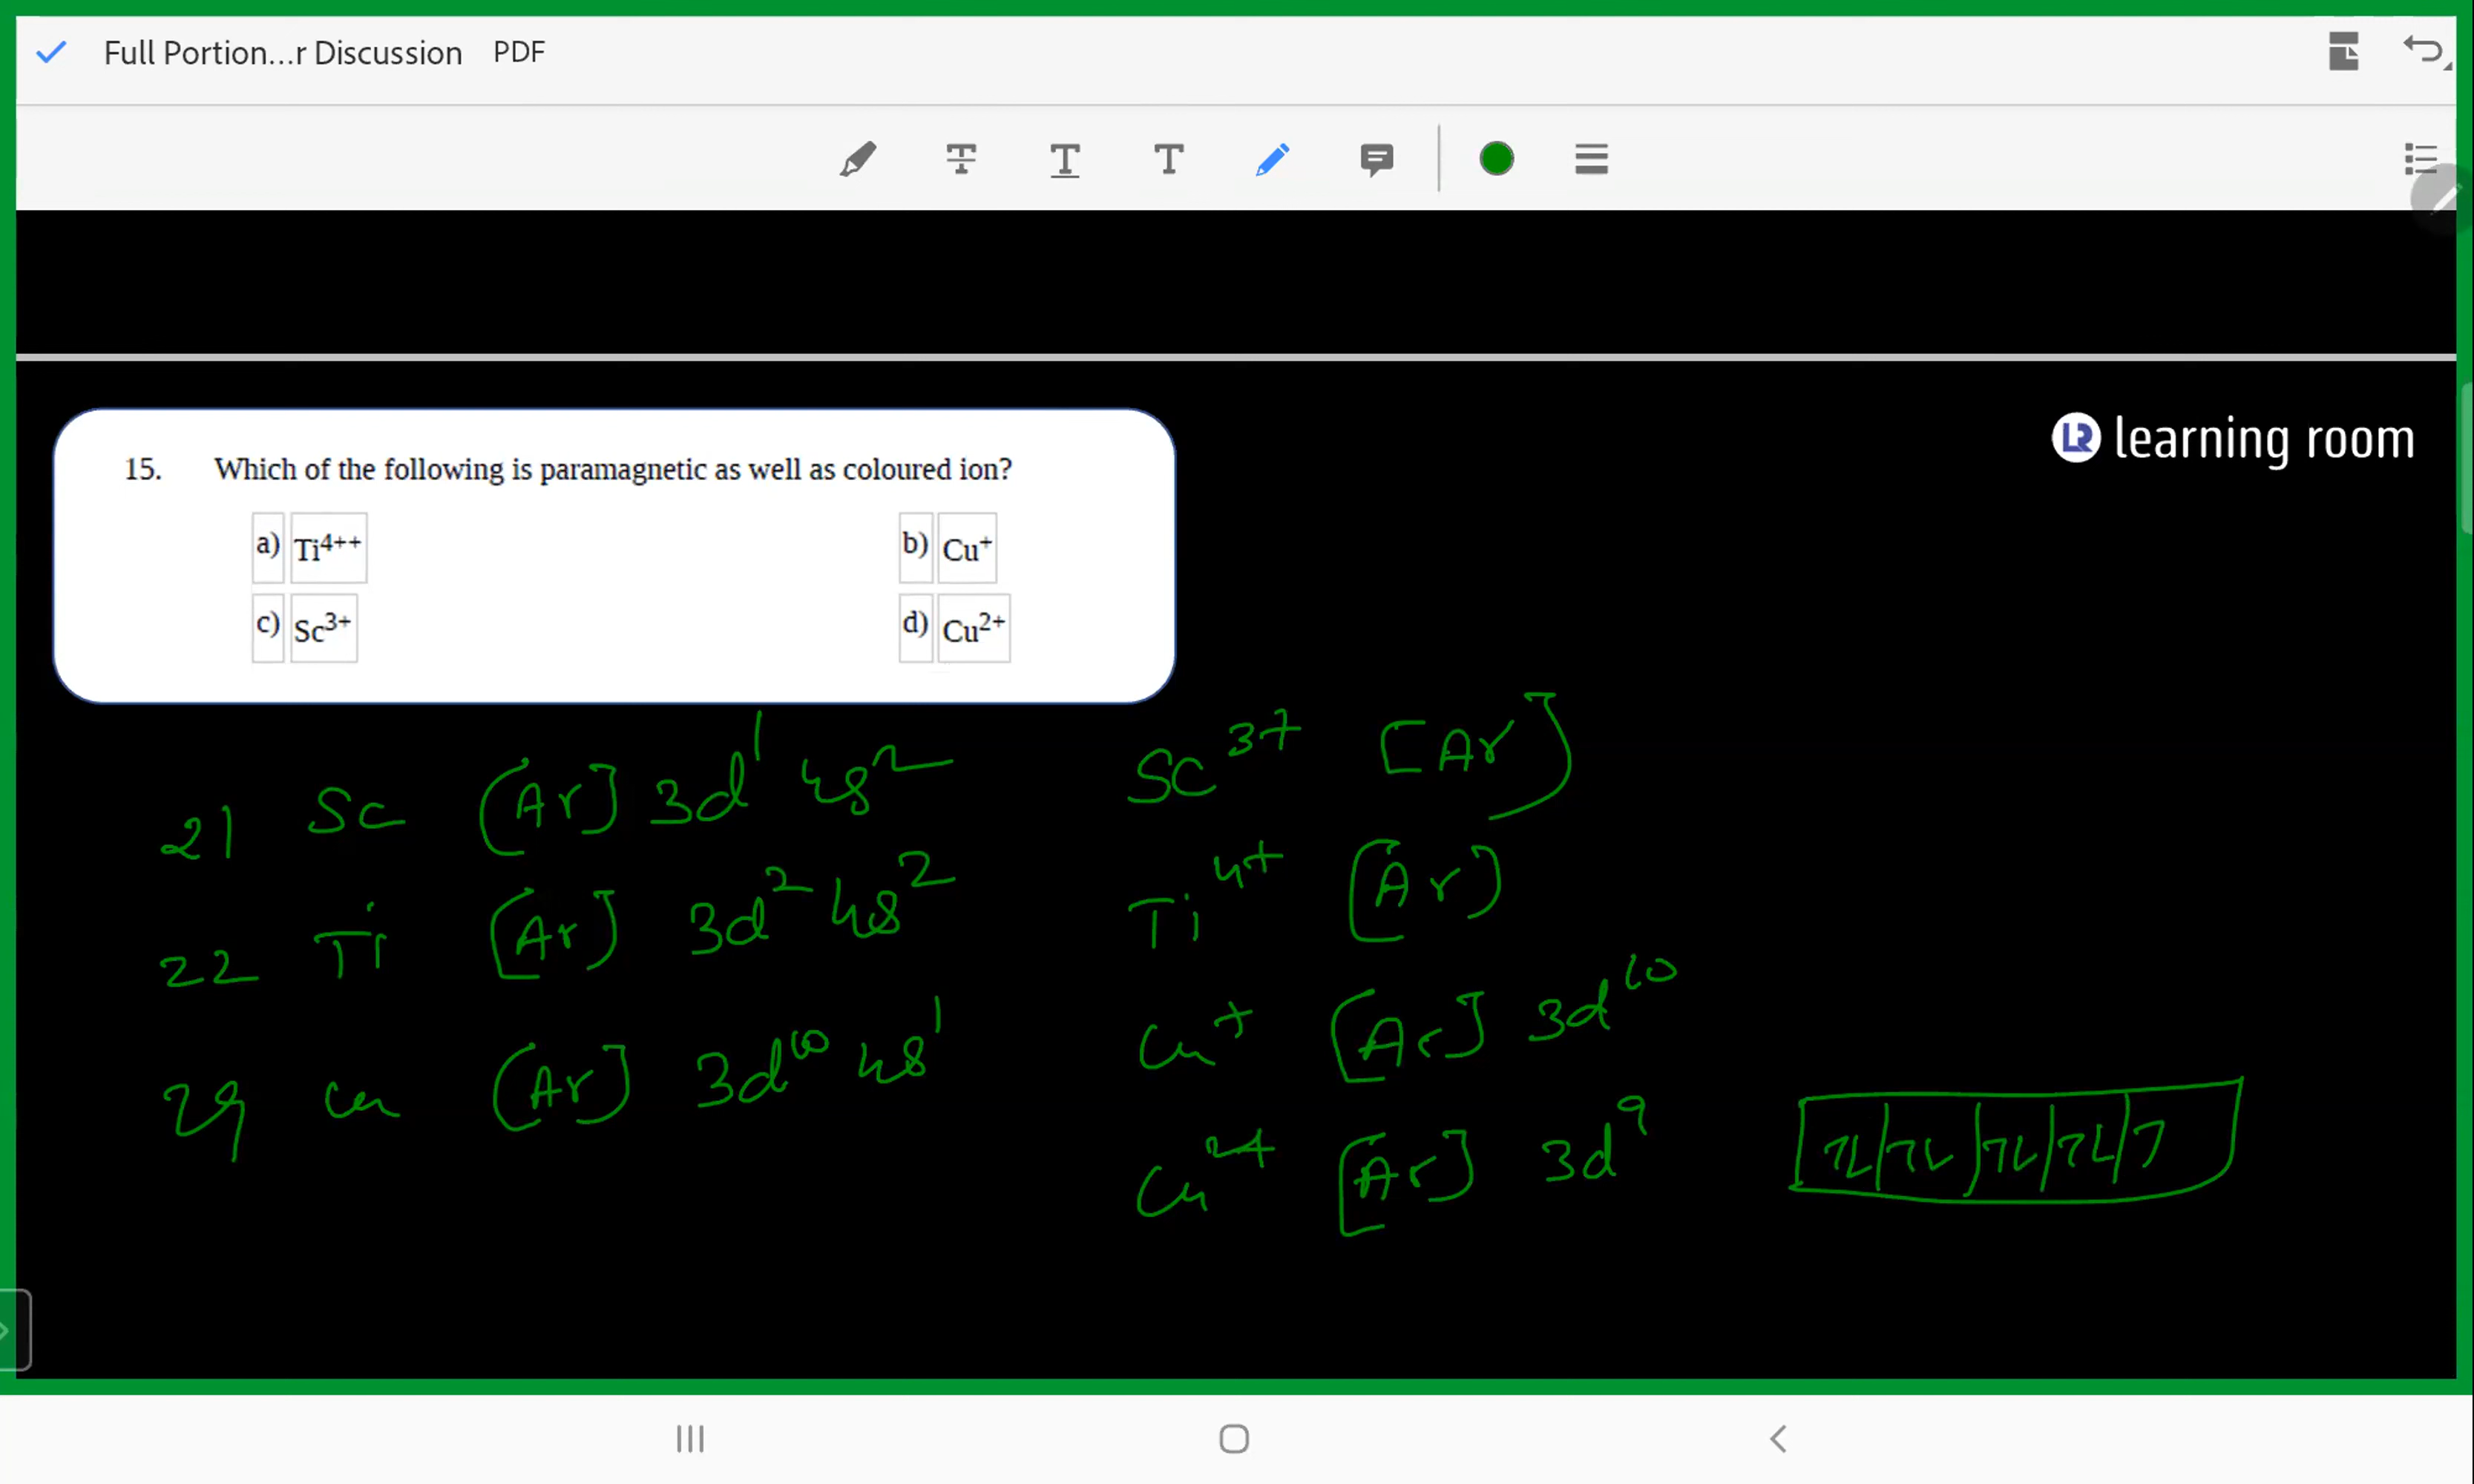 Full Portion...r Discussion PDF
learning room
15. Which of the following is paramagnetic as well as coloured ion?
a) Ti⁴⁺⁺ b) Cu⁺
c) Sc³⁺ d) Cu²⁺
21 Sc [Ar] 3d¹ 4s² Sc³⁺ [Ar]
22 Ti [Ar] 3d² 4s² Ti⁴⁺ [Ar]
29 Cu [Ar] 3d¹⁰ 4s¹ Cu⁺ [Ar] 3d¹⁰
Cu²⁺ [Ar] 3d⁹